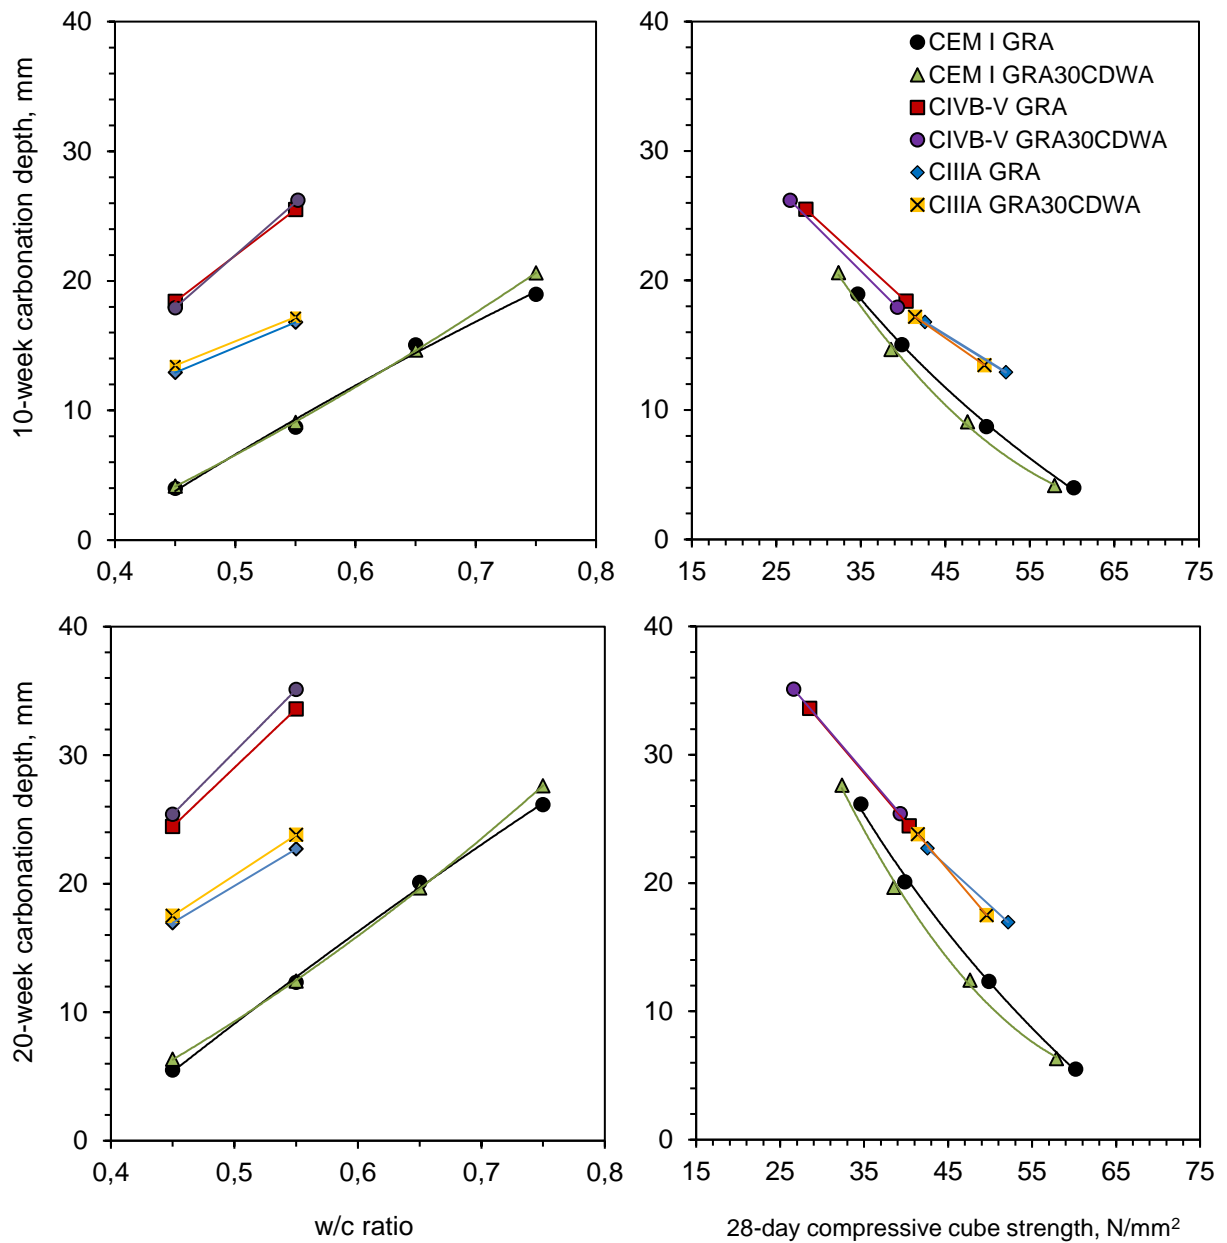 40
30
20
10
0
10-week carbonation depth, mm
0,4 0,5 0,6 0,7 0,8
40
30
20
10
0
15 25 35 45 55 65 75
CEM I GRA
CEM I GRA30CDWA
CIVB-V GRA
CIVB-V GRA30CDWA
CIIIA GRA
CIIIA GRA30CDWA
40
30
20
10
0
20-week carbonation depth, mm
0,4 0,5 0,6 0,7 0,8
w/c ratio
40
30
20
10
0
15 25 35 45 55 65 75
28-day compressive cube strength, N/mm²